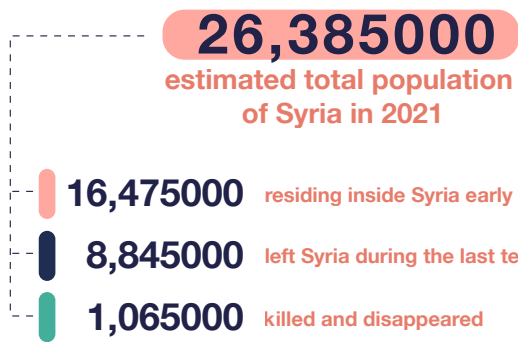 26,385000
estimated total population
of Syria in 2021
16,475000 residing inside Syria early
8,845000 left Syria during the last
1,065000 killed and disappeared